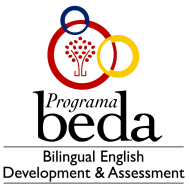 Programa
beda
Bilingual English
Development & Assessment